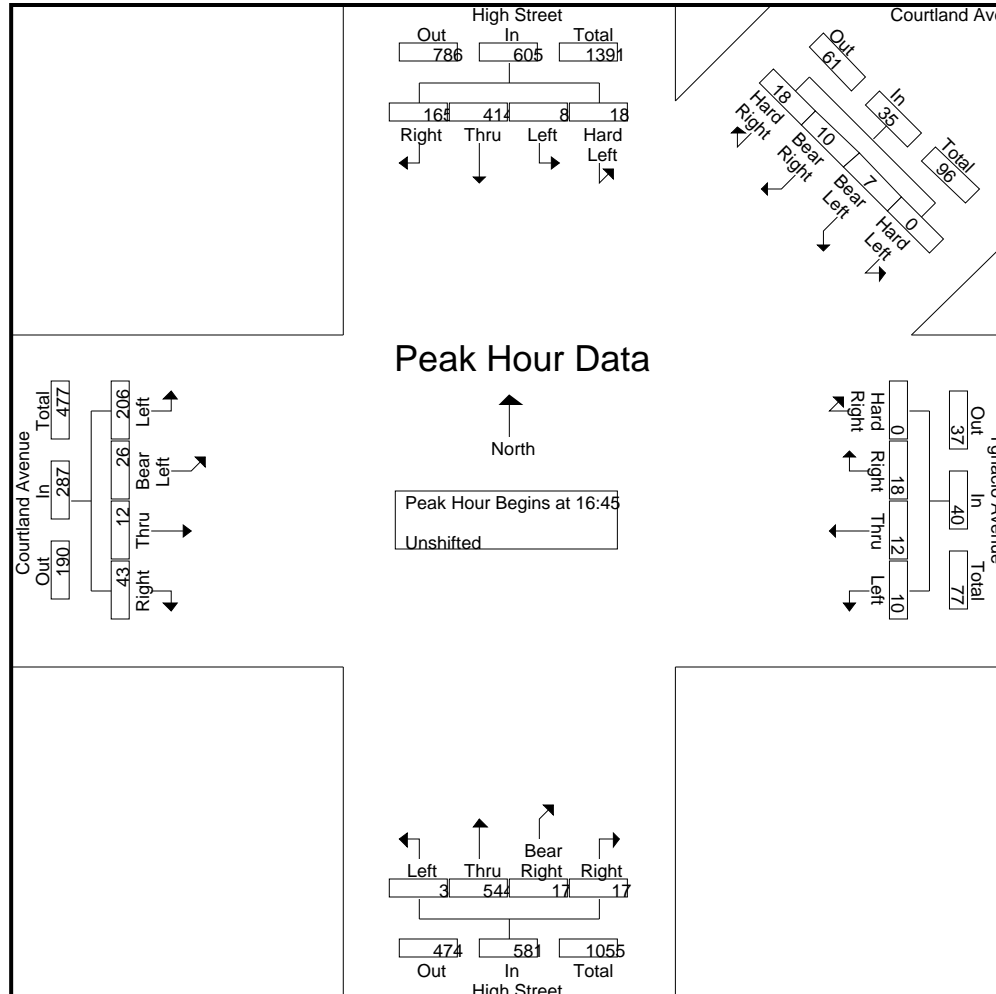 High Street
Out In Total
786 605 1391
165 414 8 18
Right Thru Left Hard
Left
Out
61
In
35
Total
96
18
Hard
Right
10
Bear
Right
7
Bear
Left
0
Hard
Left
Peak Hour Data
North
Peak Hour Begins at 16:45
Unshifted
Courtland Avenue
Total
477
In
287
Out
190
206
Left
26
Bear
Left
12
Thru
43
Right
Hard
Right
0
Right
18
Thru
12
Left
10
Out
37
In
40
Total
77
Avenue
Bear
Left Thru Right Right
3 544 17 17
474 581 1055
Out In Total
High Street